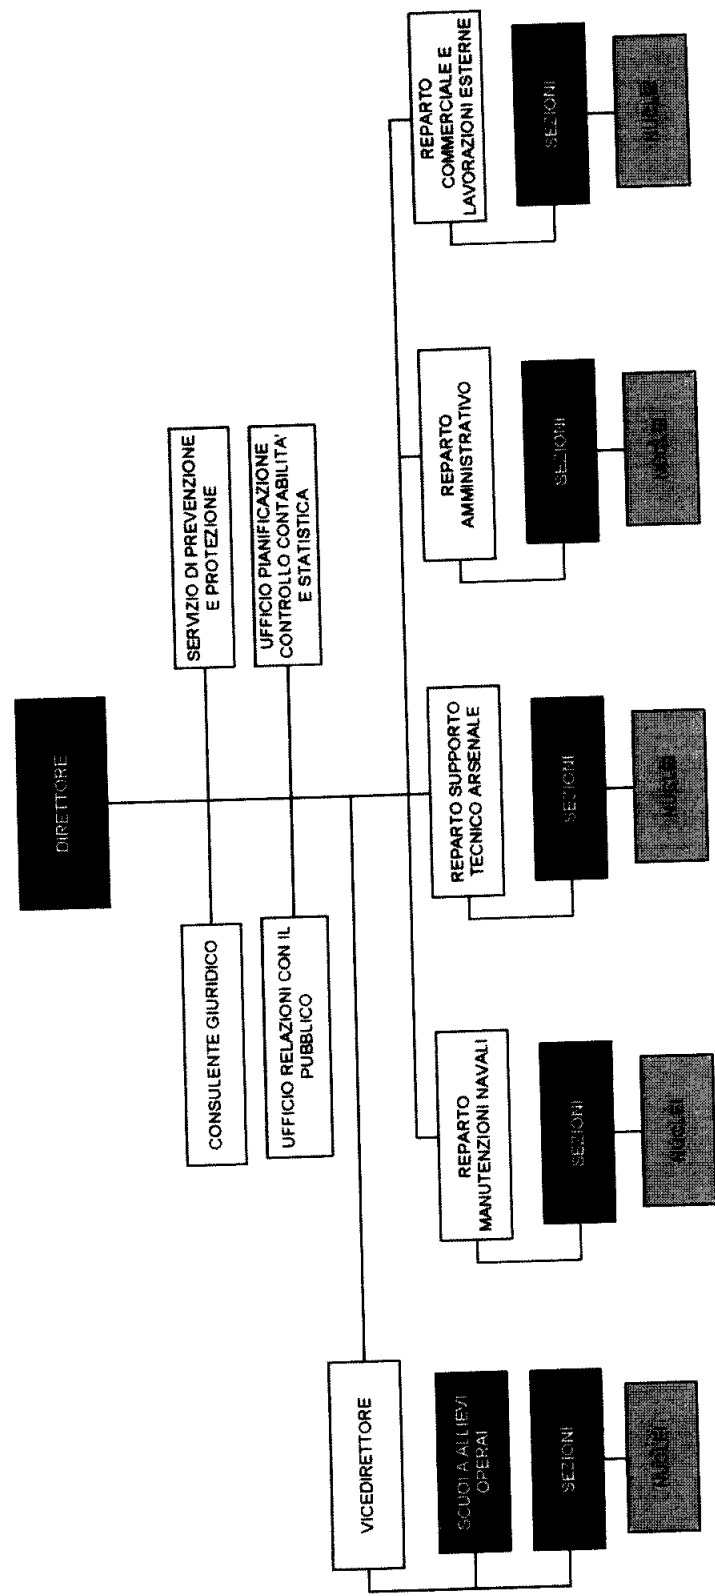 DIRETTORE
CONSULENTE GIURIDICO
SERVIZIO DI PREVENZIONE
E PROTEZIONE
UFFICIO RELAZIONI CON IL
PUBBLICO
UFFICIO PIANIFICAZIONE
CONTROLLO CONTABILITA'
E STATISTICA
VICEDIRETTORE
SCUOLA ALLIEVI
OPERAI
SEZIONI
NUCLEI
REPARTO
MANUTENZIONI NAVALI
SEZIONI
NUCLEI
REPARTO SUPPORTO
TECNICO ARSENALE
SEZIONI
NUCLEI
REPARTO
AMMINISTRATIVO
SEZIONI
NUCLEI
REPARTO
COMMERCIALE E
LAVORAZIONI ESTERNE
SEZIONI
NUCLEI